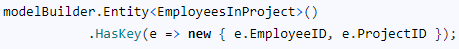 modelBuilder.Entity<EmployeesInProject>()
.HasKey(e => new { e.EmployeeID, e.ProjectID });